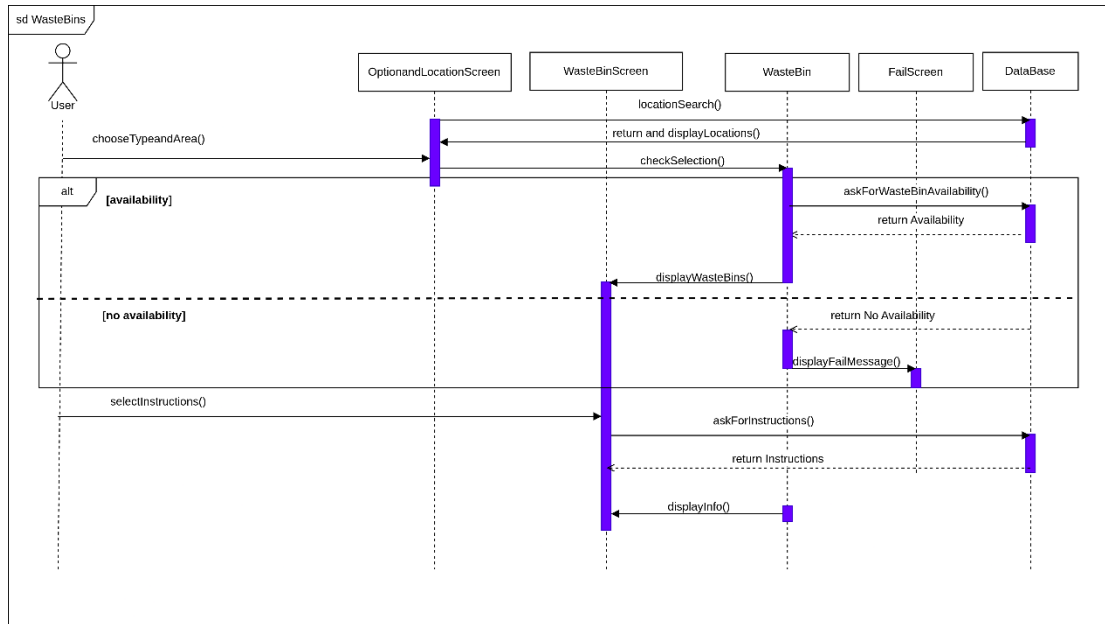 sd WasteBins
User
OptionandLocationScreen
WasteBinScreen
WasteBin
FailScreen
DataBase
locationSearch()
return and displayLocations()
chooseTypeandArea()
checkSelection()
alt
[availability]
askForWasteBinAvailability()
return Availability
displayWasteBins()
[no availability]
return No Availability
displayFailMessage()
selectInstructions()
askForInstructions()
return Instructions
displayInfo()